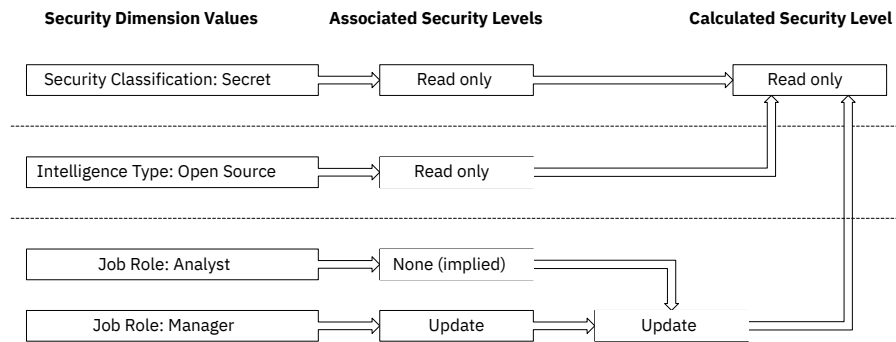 Security Dimension Values Associated Security Levels Calculated Security Level
Security Classification: Secret Read only Read only
Intelligence Type: Open Source Read only
Job Role: Analyst None (implied)
Job Role: Manager Update Update